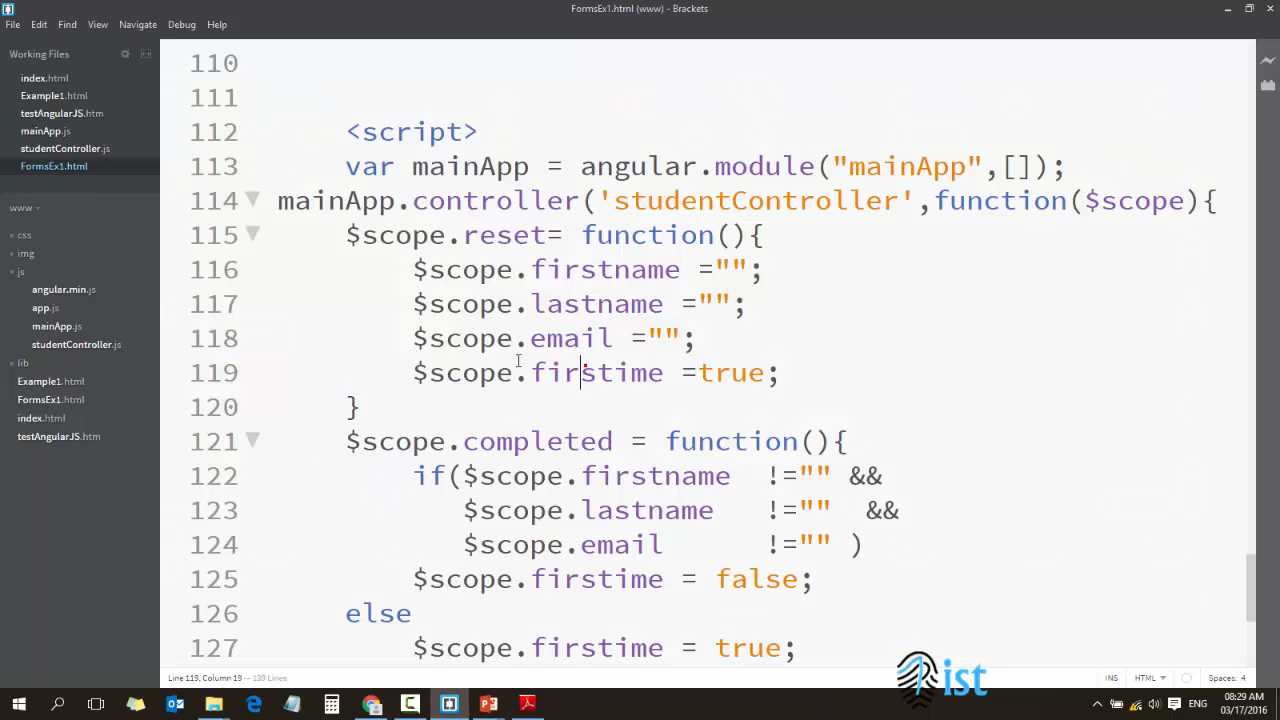 FormsEx1.html (www) - Brackets
File Edit Find View Navigate Debug Help
Working Files
index.html
Example1.html
testAngularJS.htm
mainApp.js
studentController.js
FormsEx1.html
www
css
img
js
angular.min.js
app.js
mainApp.js
studentController.js
lib
Example1.html
FormsEx1.html
index.html
testAngularJS.htm
110
111
112 <script>
113 var mainApp = angular.module("mainApp",[]);
114 mainApp.controller('studentController',function($scope){
115 $scope.reset= function(){
116 $scope.firstname ="";
117 $scope.lastname ="";
118 $scope.email ="";
119 $scope.firstime =true;
120 }
121 $scope.completed = function(){
122 if($scope.firstname !="" &&
123 $scope.lastname !="" &&
124 $scope.email !="" )
125 $scope.firstime = false;
126 else
127 $scope.firstime = true;
Line 119, Column 19 — 139 Lines
INS HTML Spaces: 4
ist
ENG
08:29 AM
03/17/2016